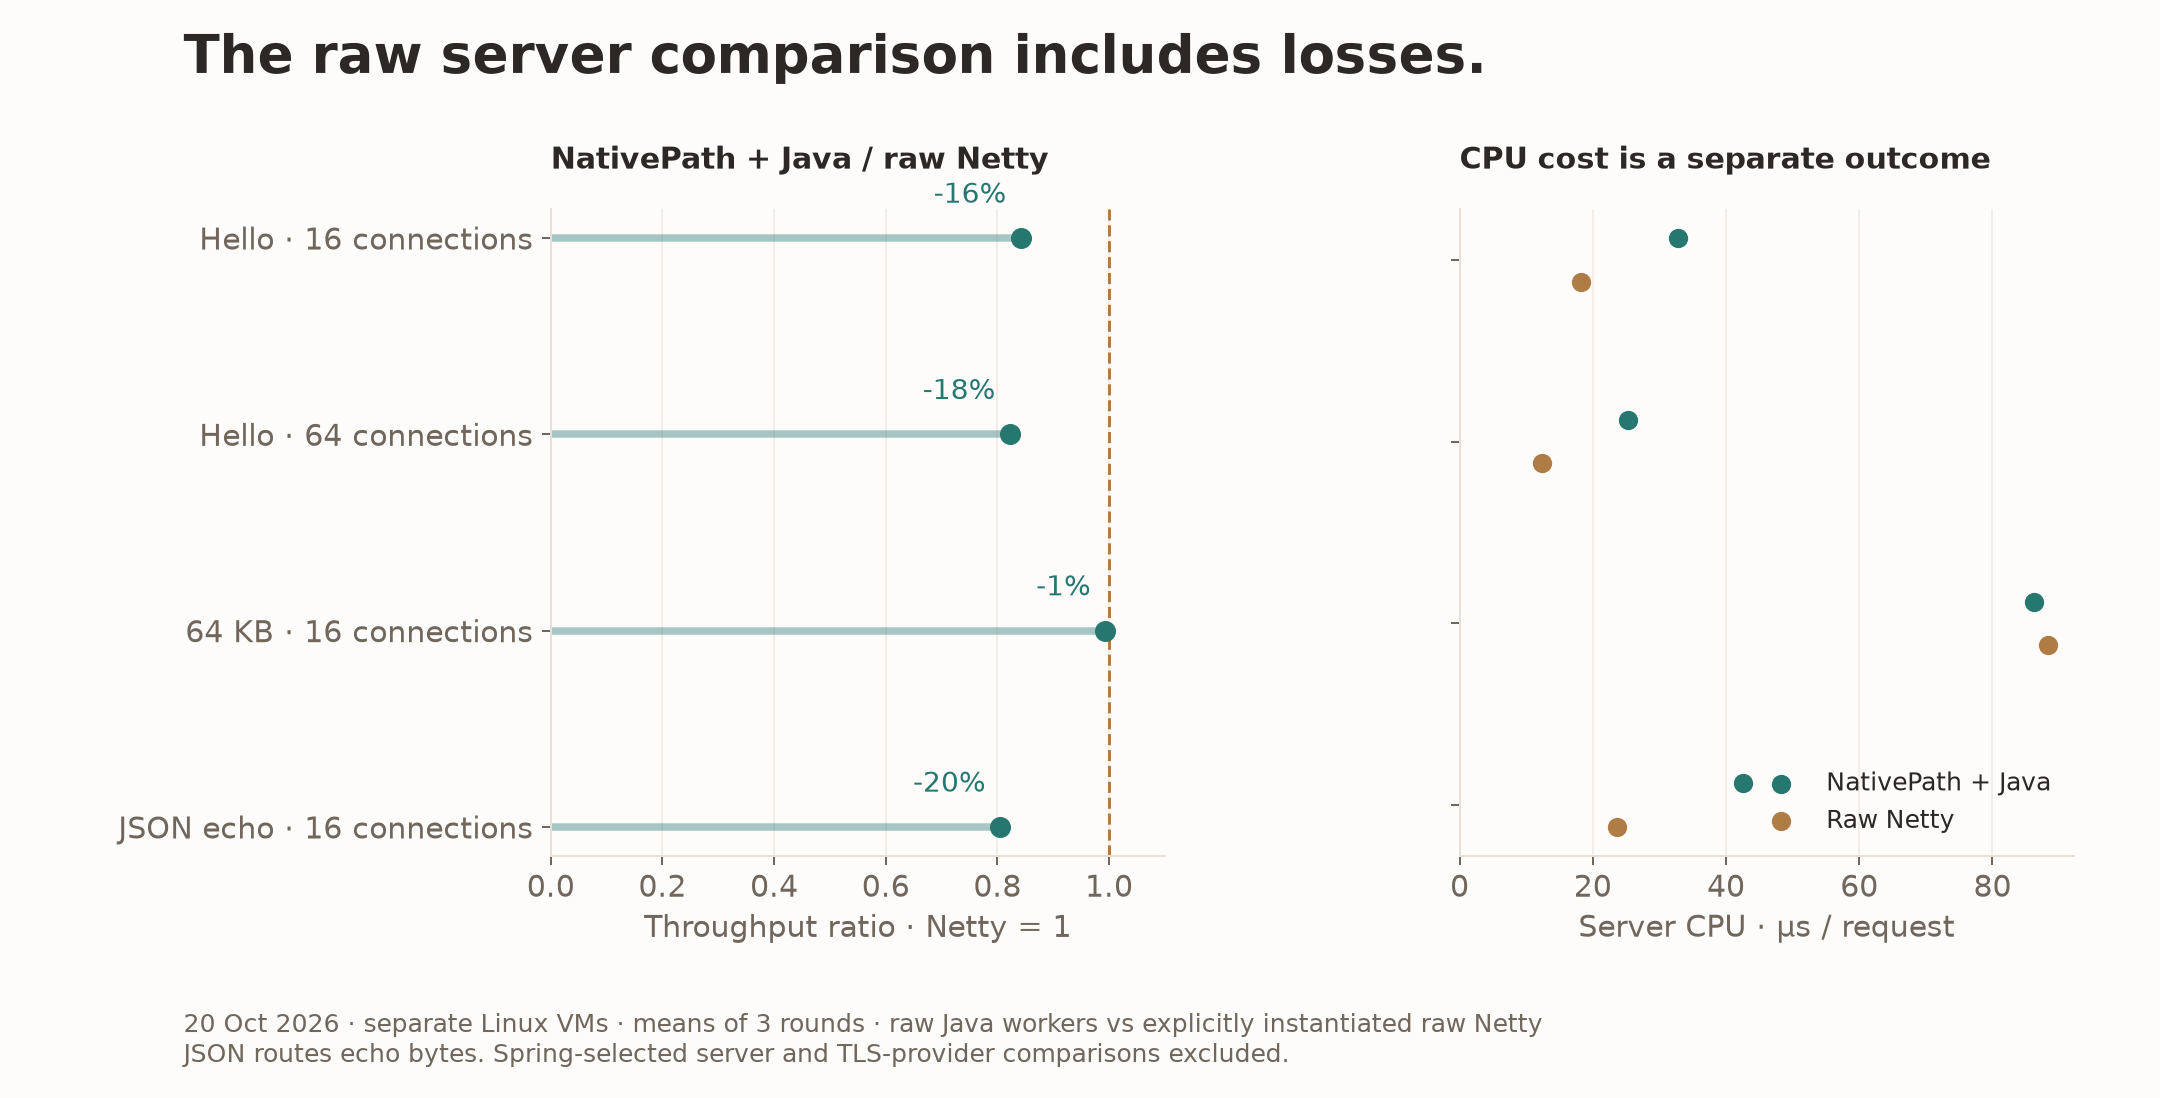 The raw server comparison includes losses.
NativePath + Java / raw Netty
-16%
Hello · 16 connections
-18%
Hello · 64 connections
-1%
64 KB · 16 connections
-20%
JSON echo · 16 connections
0.0 0.2 0.4 0.6 0.8 1.0
Throughput ratio · Netty = 1
CPU cost is a separate outcome
NativePath + Java
Raw Netty
0 20 40 60 80
Server CPU · µs / request
20 Oct 2026 · separate Linux VMs · means of 3 rounds · raw Java workers vs explicitly instantiated raw Netty
JSON routes echo bytes. Spring-selected server and TLS-provider comparisons excluded.